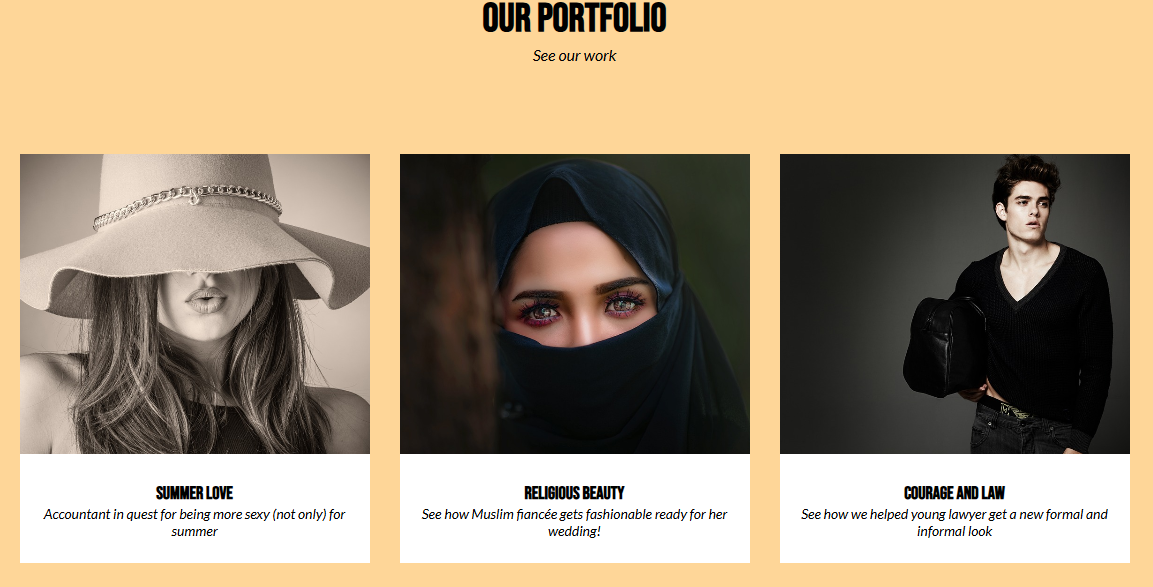 OUR PORTFOLIO
See our work
SUMMER LOVE
Accountant in quest for being more sexy (not only) for
summer
RELIGIOUS BEAUTY
See how Muslim fiancée gets fashionable ready for her
wedding!
COURAGE AND LAW
See how we helped young lawyer get a new formal and
informal look